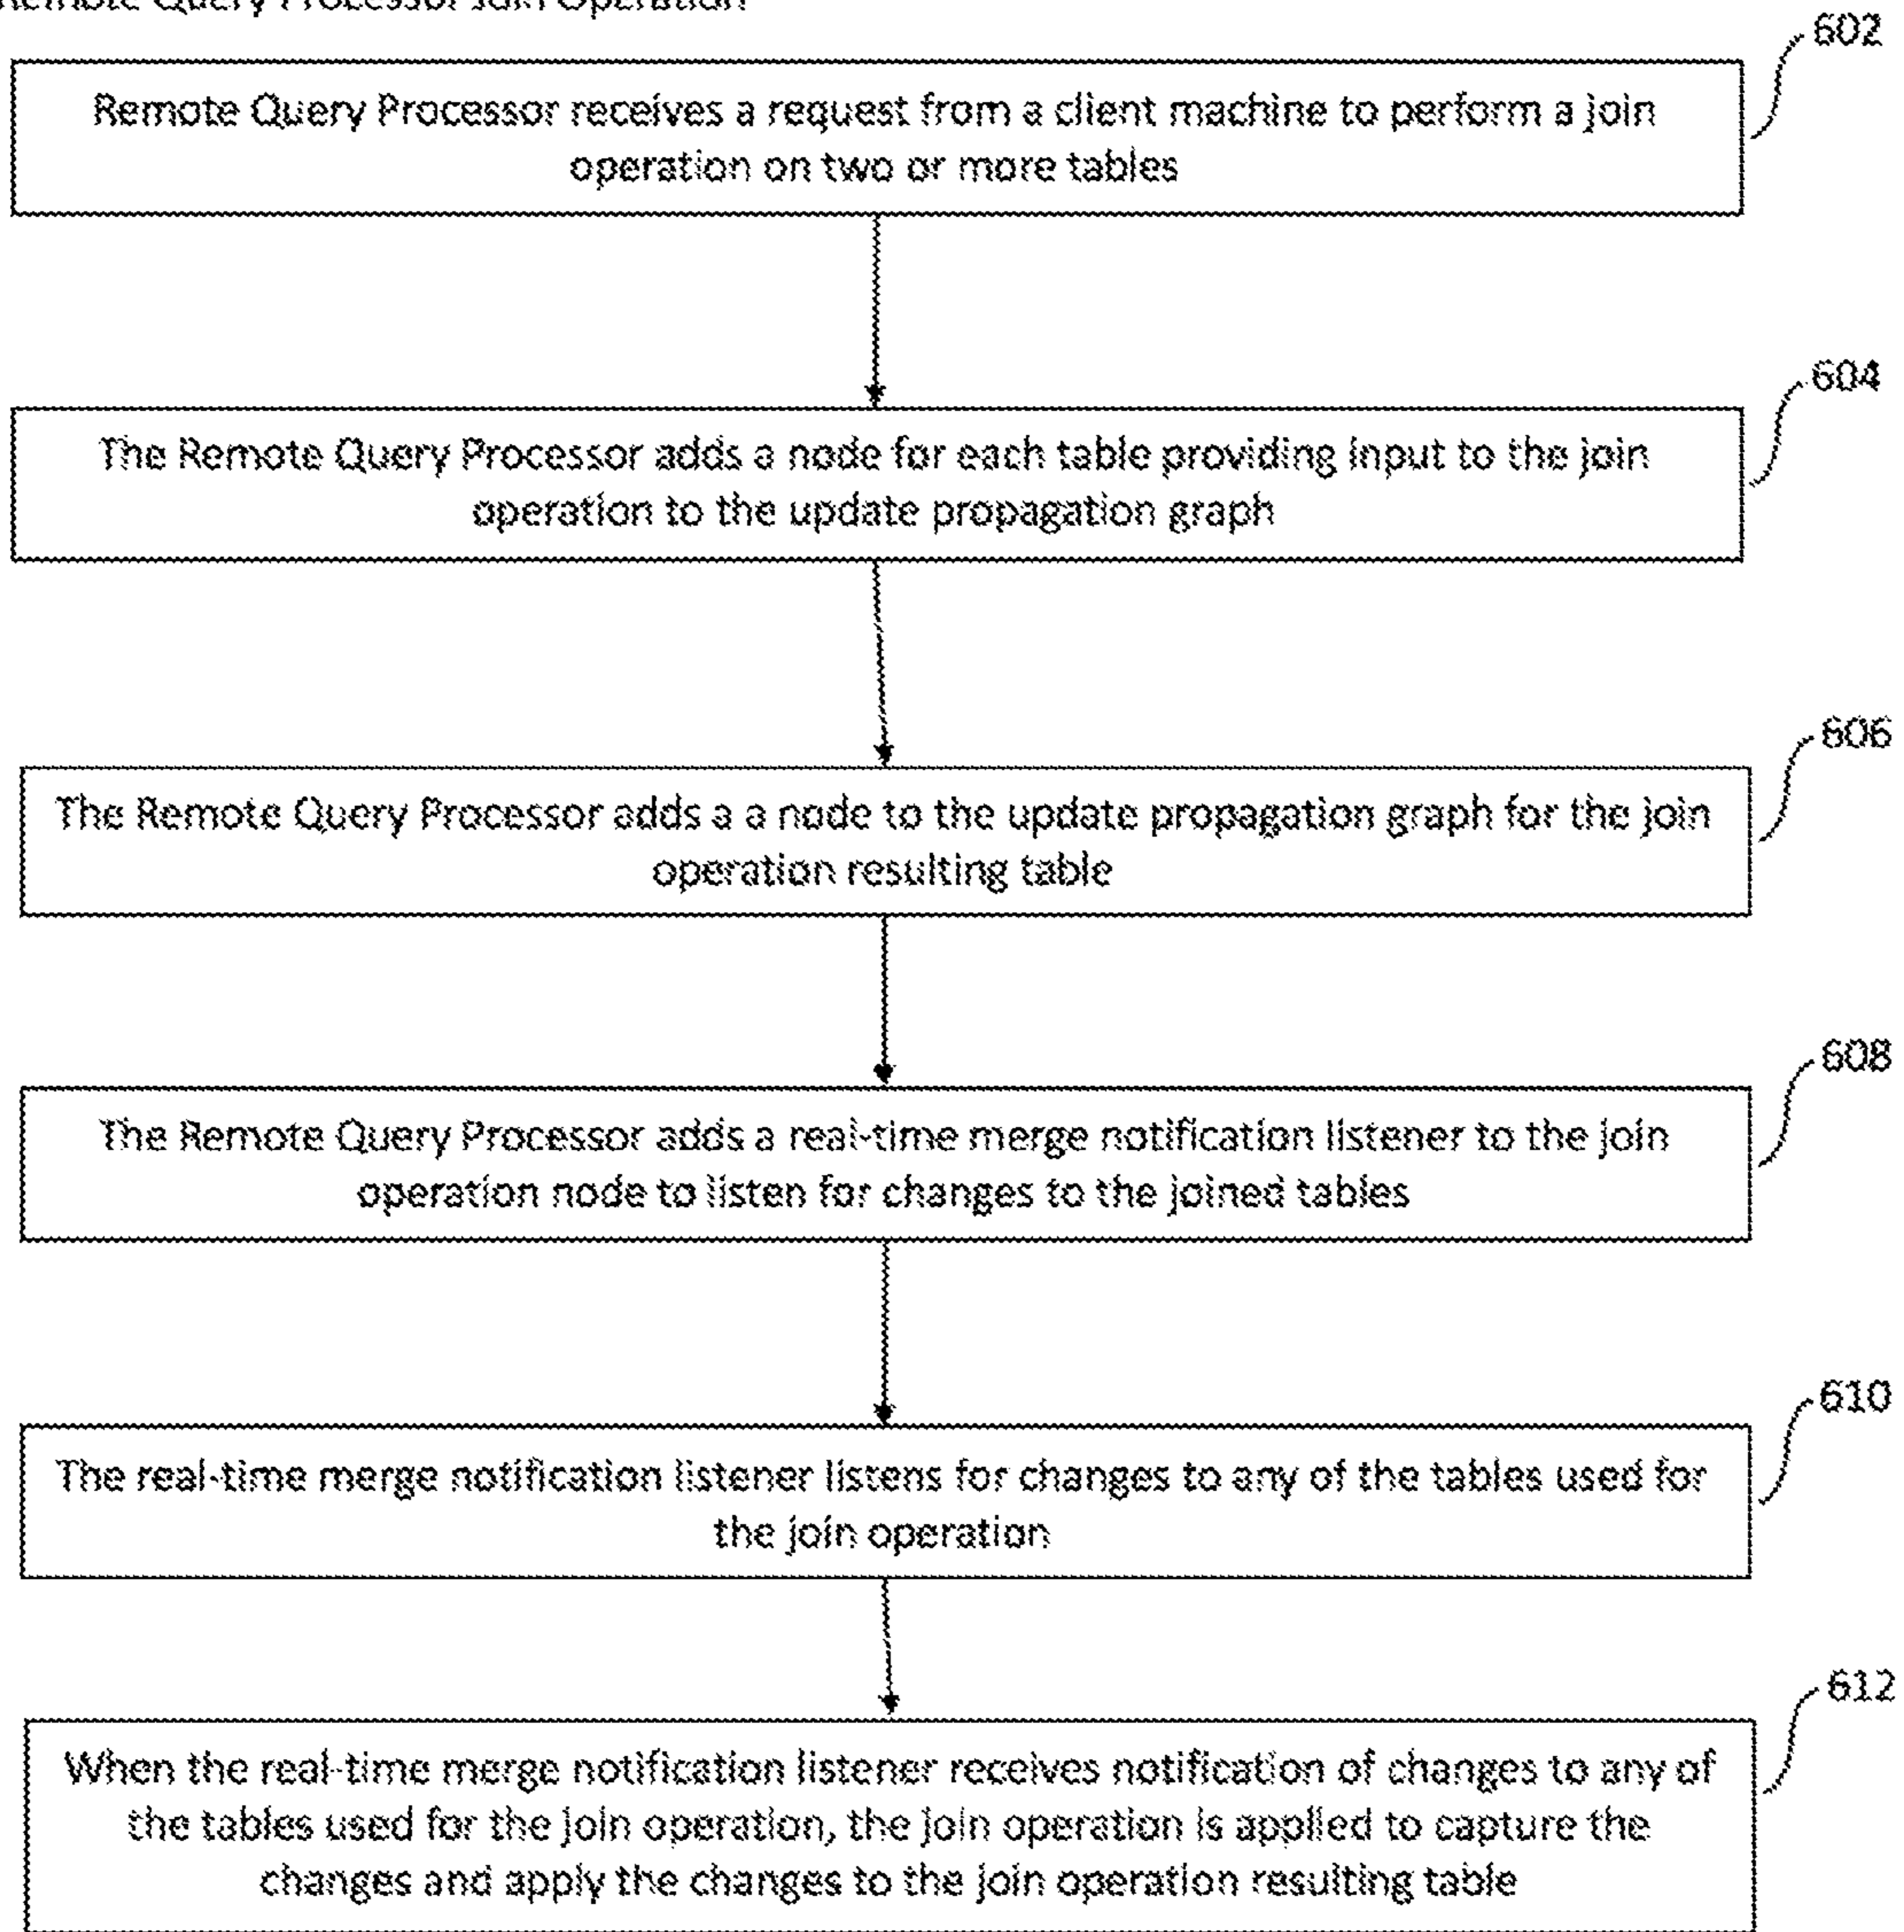 Remote Query Processor Join Operation
602
Remote Query Processor receives a request from a client machine to perform a join
operation on two or more tables
604
The Remote Query Processor adds a node for each table providing input to the join
operation to the update propagation graph
606
The Remote Query Processor adds a a node to the update propagation graph for the join
operation resulting table
608
The Remote Query Processor adds a real-time merge notification listener to the join
operation node to listen for changes to the joined tables
610
The real-time merge notification listener listens for changes to any of the tables used for
the join operation
612
When the real-time merge notification listener receives notification of changes to any of
the tables used for the join operation, the join operation is applied to capture the
changes and apply the changes to the join operation resulting table